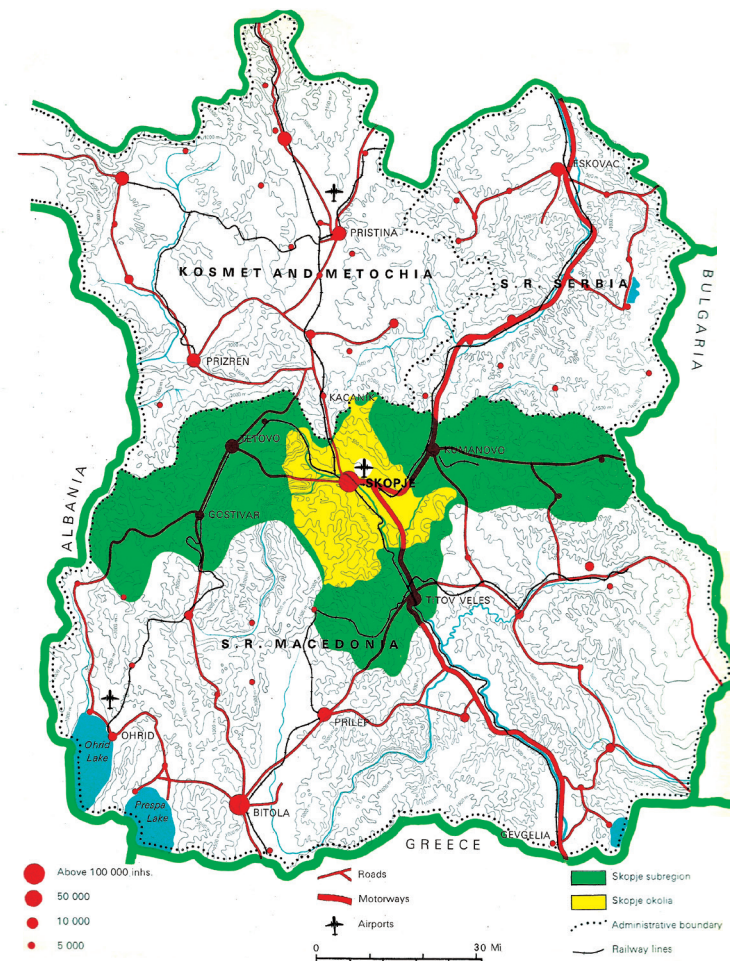 ESKOVAC
PRISTINA
KOSMET AND METOCHIA
S.R. SERBIA
BULGARIA
PRIZREN
KAÇANIK
TETOVO
KUMANOVO
SKOPJE
GOSTIVAR
ALBANIA
TITOV VELES
S.R. MACEDONIA
PRILEP
OHRID
Ohrid
Lake
Prespa
Lake
BITOLA
GEVGELIA
GREECE
Above 100 000 inhs.
50 000
10 000
5 000
Roads
Motorways
Airports
0 30 Mi
Skopje subregion
Skopje okolia
Administrative boundary
Railway lines